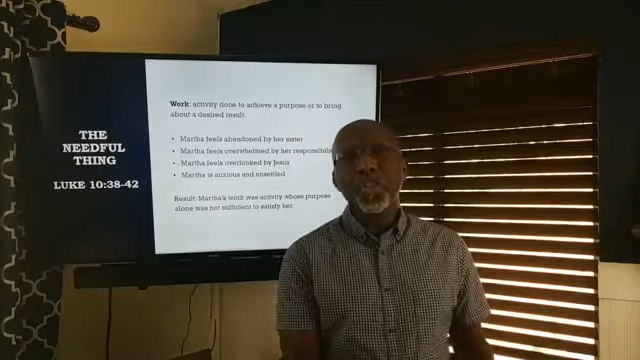 THE
NEEDFUL
THING
LUKE 10:38-42
Work: activity done to achieve a purpose or to bring
about a desired result.
• Martha feels abandoned by her sister
• Martha feels overwhelmed by her
• Martha feels overlooked by Jesus
• Martha is anxious and unsettled
Result: Martha's work was activity whose purpose
alone was not sufficient to satisfy her.